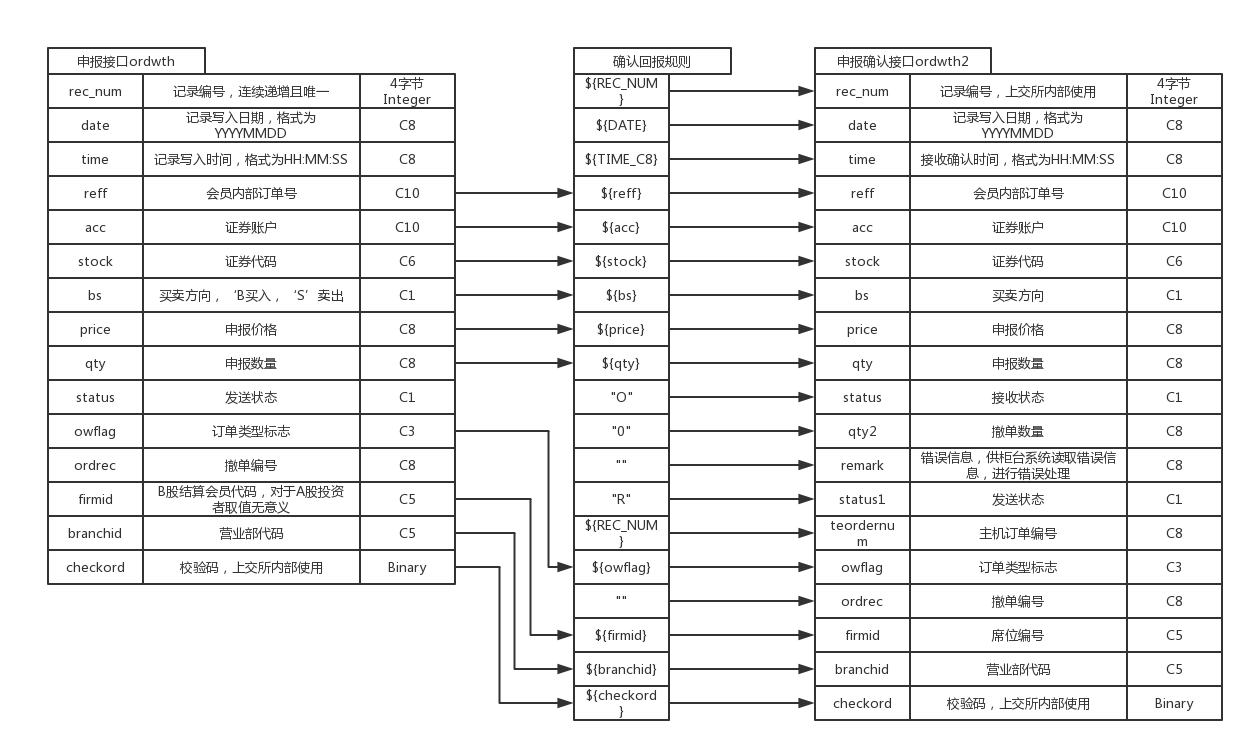 申报接口ordwth
rec_num
记录编号，连续递增且唯一
4字节
Integer
date
记录写入日期，格式为
YYYYMMDD
C8
time
记录写入时间，格式为HH:MM:SS
C8
reff
会员内部订单号
C10
acc
证券账户
C10
stock
证券代码
C6
bs
买卖方向，‘B买入，‘S’卖出
C1
price
申报价格
C8
qty
申报数量
C8
status
发送状态
C1
owflag
订单类型标志
C3
ordrec
撤单编号
C8
firmid
B股结算会员代码，对于A股投资
者取值无意义
C5
branchid
营业部代码
C5
checkord
校验码，上交所内部使用
Binary
确认回报规则
${REC_NUM
}
${DATE}
${TIME_C8}
${reff}
${acc}
${stock}
${bs}
${price}
${qty}
"O"
"0"
""
"R"
${REC_NUM
}
${owflag}
""
${firmid}
${branchid}
${checkord
}
申报确认接口ordwth2
rec_num
记录编号，上交所内部使用
4字节
Integer
date
记录写入日期，格式为
YYYYMMDD
C8
time
接收确认时间，格式为HH:MM:SS
C8
reff
会员内部订单号
C10
acc
证券账户
C10
stock
证券代码
C6
bs
买卖方向
C1
price
申报价格
C8
qty
申报数量
C8
status
接收状态
C1
qty2
撤单数量
C8
remark
错误信息，供柜台系统读取错误信
息，进行错误处理
C8
status1
发送状态
C1
teordernu
m
主机订单编号
C8
owflag
订单类型标志
C3
ordrec
撤单编号
C8
firmid
席位编号
C5
branchid
营业部代码
C5
checkord
校验码，上交所内部使用
Binary